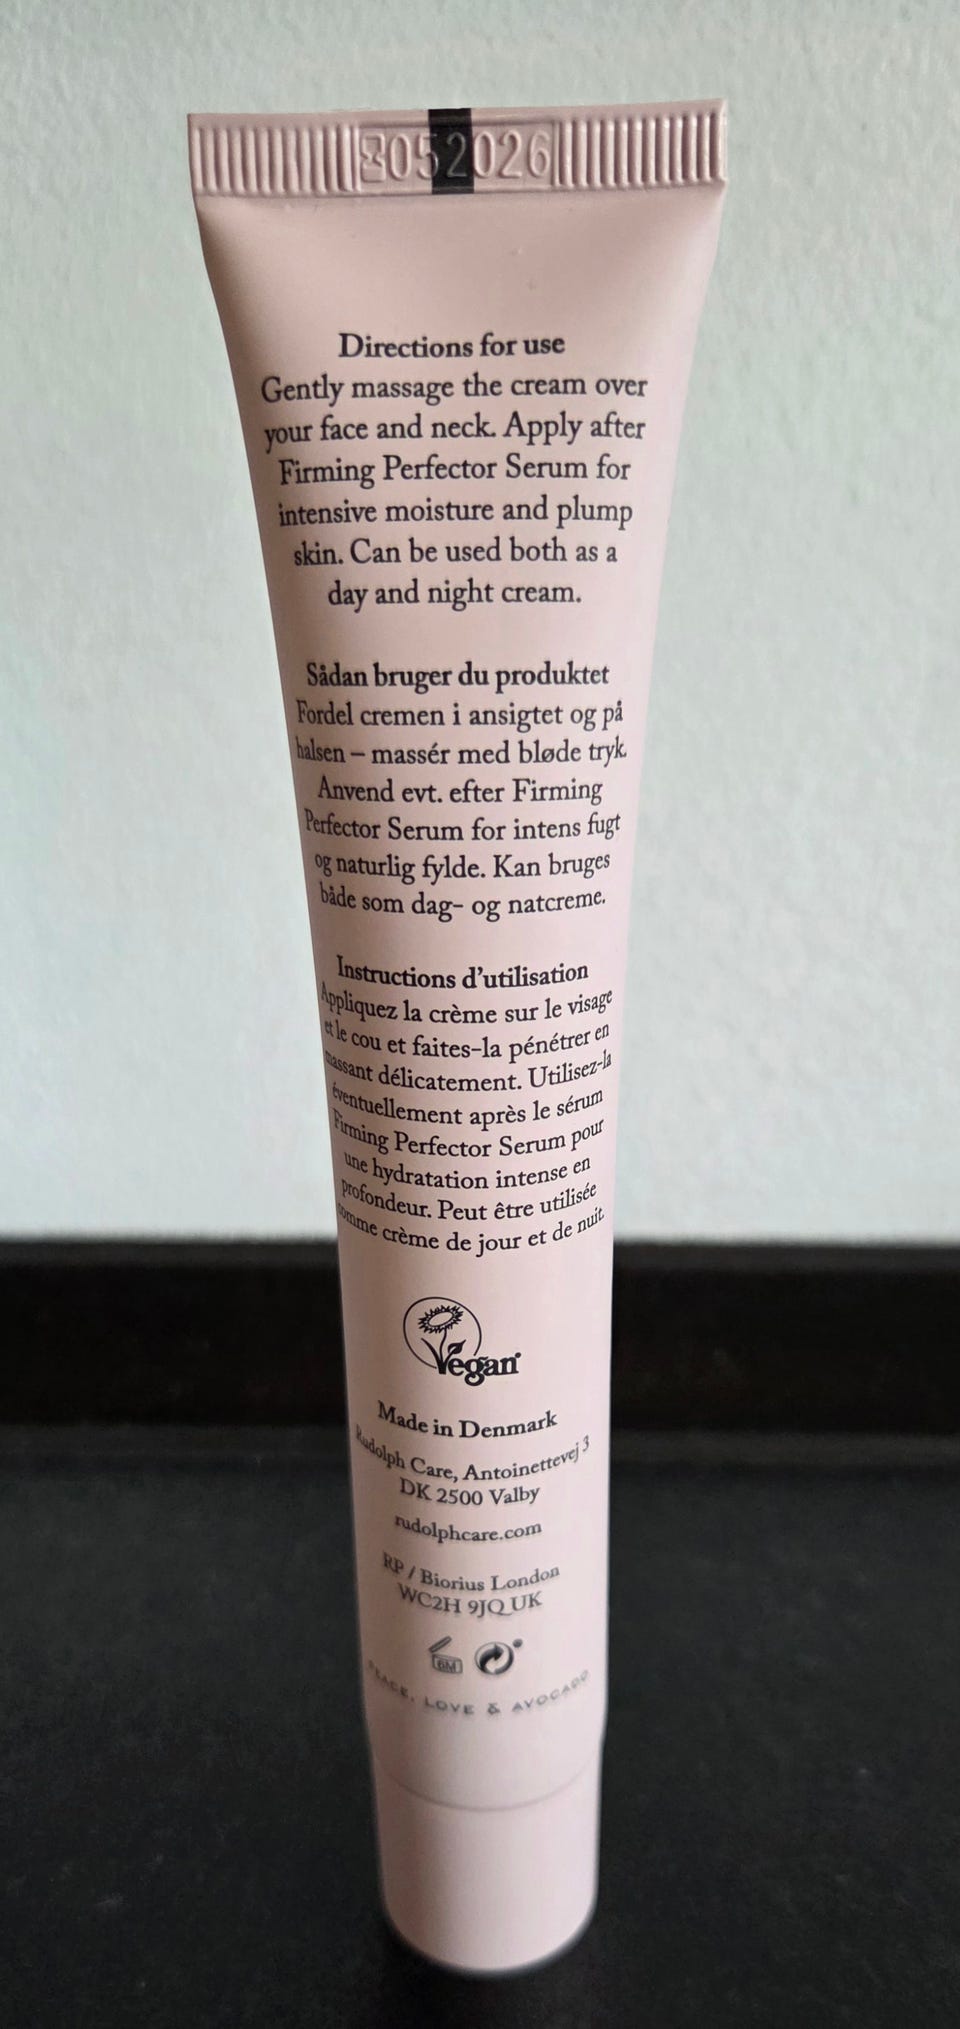 052026
Directions for use
Gently massage the cream over
your face and neck. Apply after
Firming Perfector Serum for
intensive moisture and plump
skin. Can be used both as a
day and night cream.
Sådan bruger du produktet
Fordel cremen i ansigtet og på
halsen – massér med bløde tryk.
Anvend evt. efter Firming
Perfector Serum for intens fugt
og naturlig fylde. Kan bruges
både som dag- og natcreme.
Instructions d’utilisation
Appliquez la crème sur le visage
et le cou et faites-la pénétrer en
massant délicatement. Utilisez-la
éventuellement après le sérum
Firming Perfector Serum pour
une hydratation intense en
profondeur. Peut être utilisée
comme crème de jour et de nuit.
Vegan
Made in Denmark
Rudolph Care, Antoinettevej 3
DK 2500 Valby
rudolphcare.com
RP / Biorius London
WC2H 9JQ UK
6M
PEACE, LOVE & AVOCADO